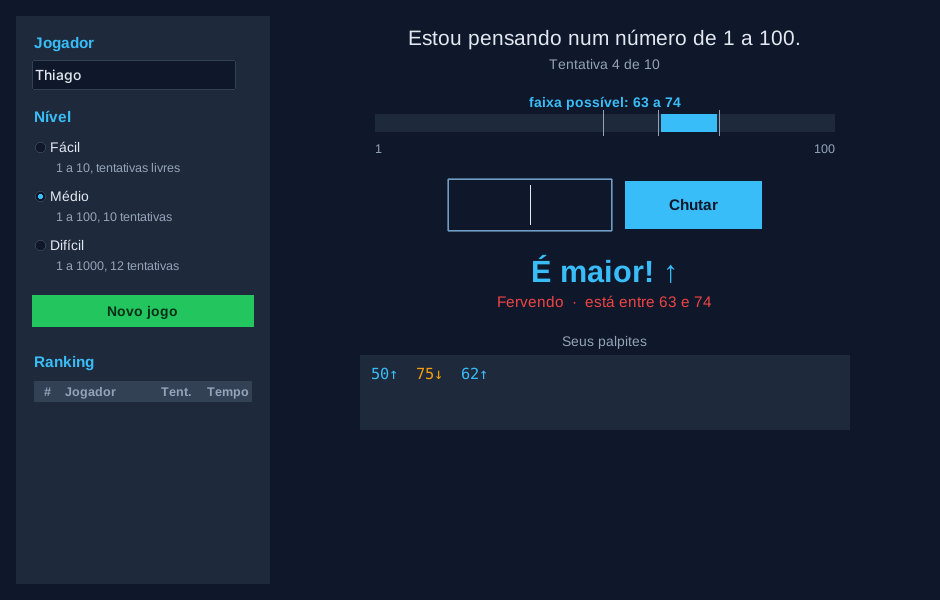 Jogador
Thiago
Nível
Fácil
1 a 10, tentativas livres
Médio
1 a 100, 10 tentativas
Difícil
1 a 1000, 12 tentativas
Novo jogo
Ranking
# Jogador Tent. Tempo
Estou pensando num número de 1 a 100.
Tentativa 4 de 10
faixa possível: 63 a 74
1 100
Chutar
É maior! ↑
Fervendo · está entre 63 e 74
Seus palpites
50↑ 75↓ 62↑